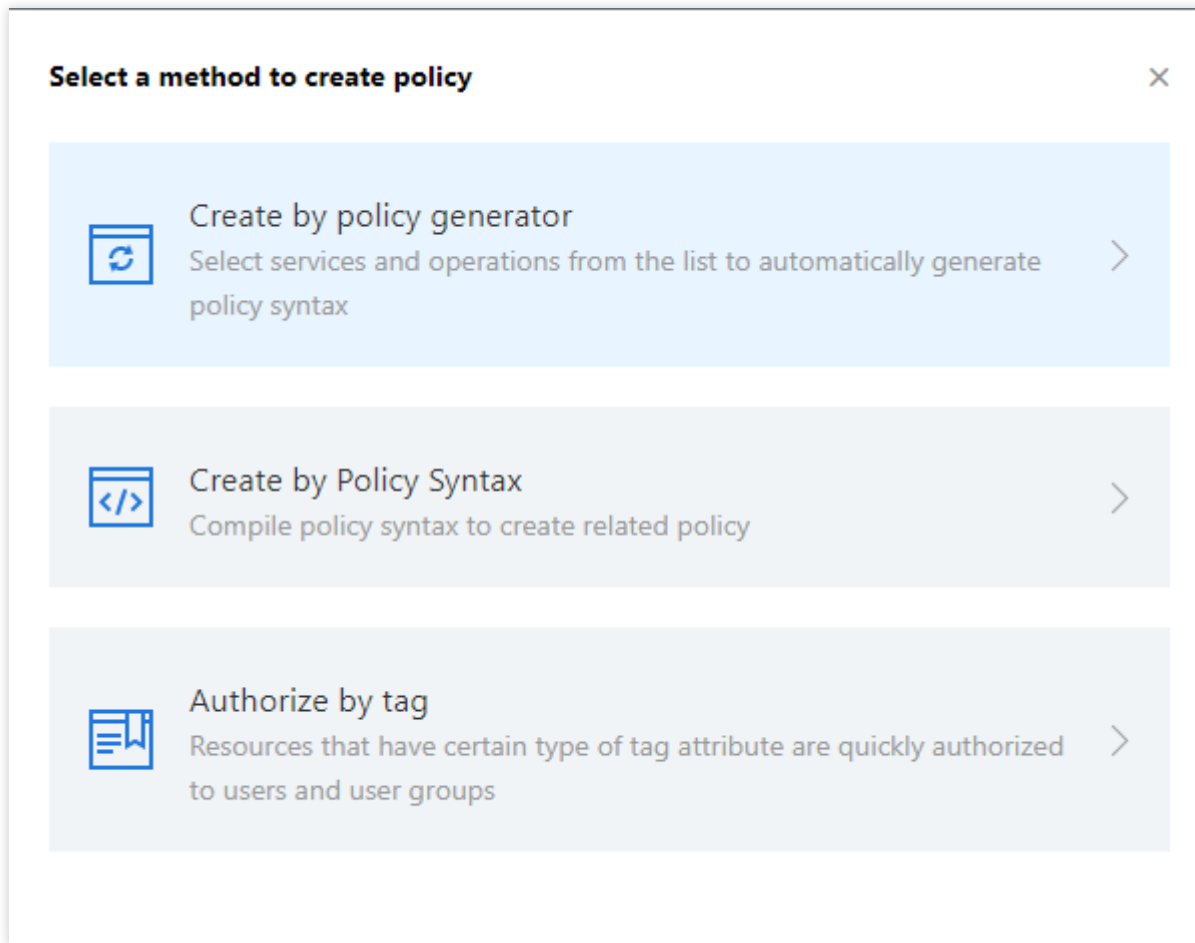 Select a method to create policy
Create by policy generator
Select services and operations from the list to automatically generate
policy syntax
Create by Policy Syntax
Compile policy syntax to create related policy
Authorize by tag
Resources that have certain type of tag attribute are quickly authorized
to users and user groups